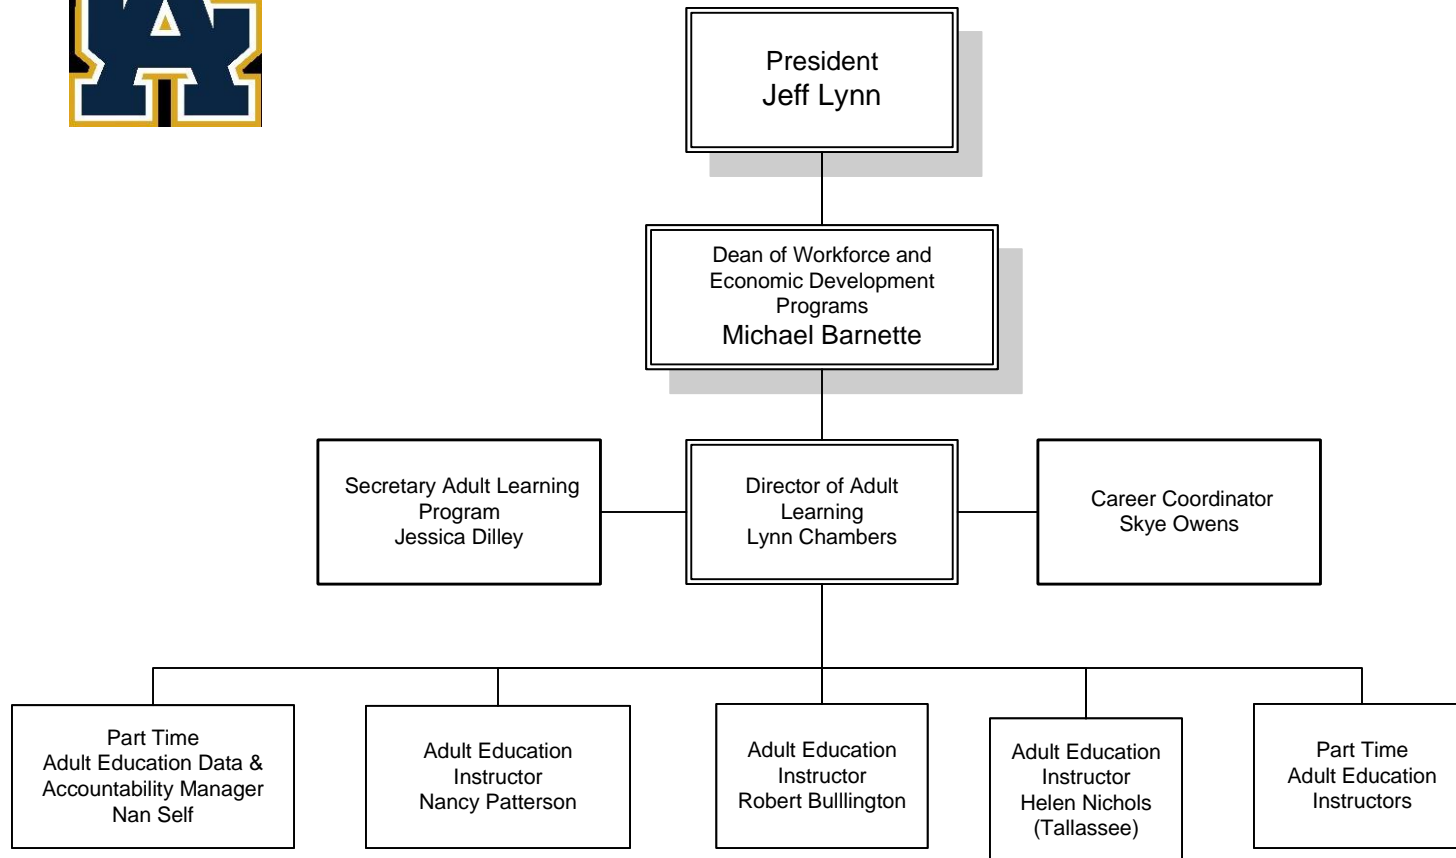 A
President
Jeff Lynn
Dean of Workforce and
Economic Development
Programs
Michael Barnette
Secretary Adult Learning
Program
Jessica Dilley
Director of Adult
Learning
Lynn Chambers
Career Coordinator
Skye Owens
Part Time
Adult Education Data &
Accountability Manager
Nan Self
Adult Education
Instructor
Nancy Patterson
Adult Education
Instructor
Robert Bulllington
Adult Education
Instructor
Helen Nichols
(Tallassee)
Part Time
Adult Education
Instructors